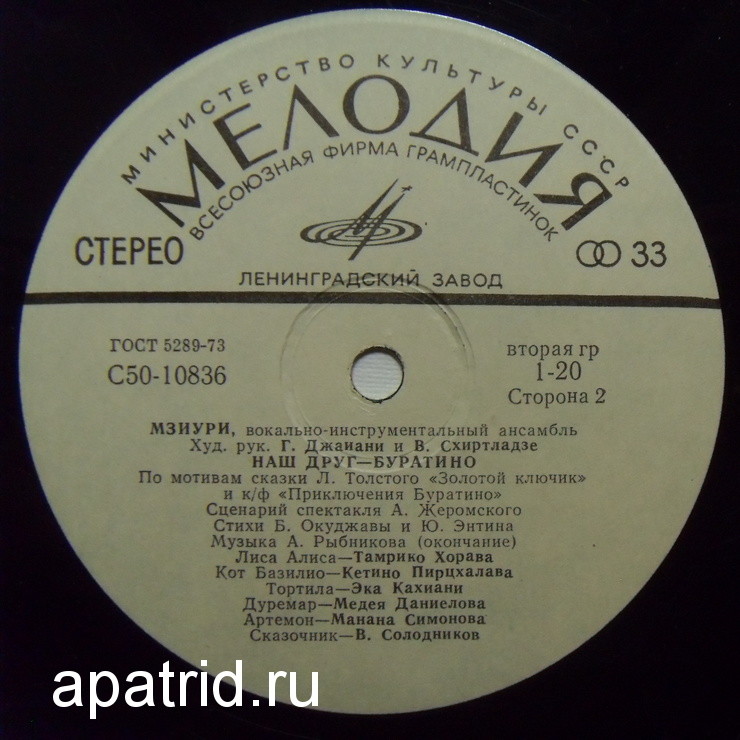 МИНИСТЕРСТВО КУЛЬТУРЫ СССР
МЕЛОДИЯ
ВСЕСОЮЗНАЯ ФИРМА ГРАМПЛАСТИНОК
СТЕРЕО
33
ЛЕНИНГРАДСКИЙ ЗАВОД
ГОСТ 5289-73
С50-10836
вторая гр
1-20
Сторона 2
МЗИУРИ, вокально-инструментальный ансамбль
Худ. рук. Г. Джаиани и В. Схиртладзе
НАШ ДРУГ—БУРАТИНО
По мотивам сказки Л. Толстого «Золотой ключик»
и к/ф «Приключения Буратино»
Сценарий спектакля А. Жеромского
Стихи Б. Окуджавы и Ю. Энтина
Музыка А. Рыбникова (окончание)
Лиса Алиса—Тамрико Хорава
Кот Базилио—Кетино Пирцхалава
Тортила—Эка Кахиани
Дуремар—Медея Даниелова
Артемон—Манана Симонова
Сказочник—В. Солодников
apatrid.ru